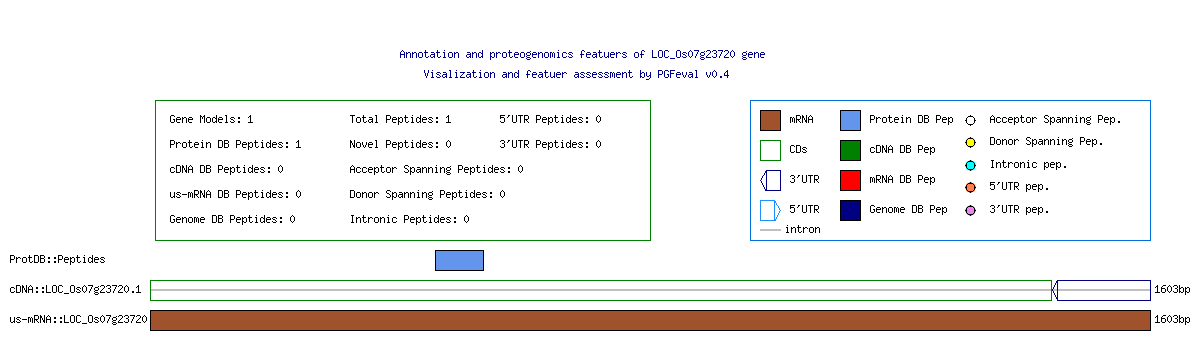 Annotation and proteogenomics featuers of LOC_Os07g23720 gene
Visalization and featuer assessment by PGFeval v0.4
Gene Models: 1 Total Peptides: 1 5'UTR Peptides: 0
Protein DB Peptides: 1 Novel Peptides: 0 3'UTR Peptides: 0
cDNA DB Peptides: 0 Acceptor Spanning Peptides: 0
us-mRNA DB Peptides: 0 Donor Spanning Peptides: 0
Genome DB Peptides: 0 Intronic Peptides: 0
mRNA Protein DB Pep Acceptor Spanning Pep.
CDs cDNA DB Pep Donor Spanning Pep.
3'UTR mRNA DB Pep Intronic pep.
5'UTR Genome DB Pep 5'UTR pep.
intron 3'UTR pep.
ProtDB::Peptides
cDNA::LOC_Os07g23720.1 1603bp
us-mRNA::LOC_Os07g23720 1603bp